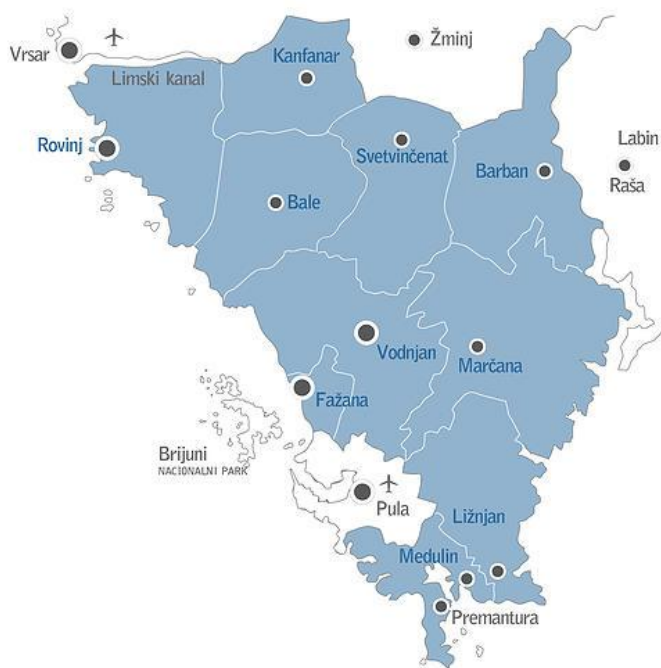 Vrsar
Žminj
Kanfanar
Limski kanal
Rovinj
Svetvinčenat
Labin
Barban
Raša
Bale
Vodnjan
Marčana
Fažana
Brijuni
NACIONALNI PARK
Pula
Ližnjan
Medulin
Premantura